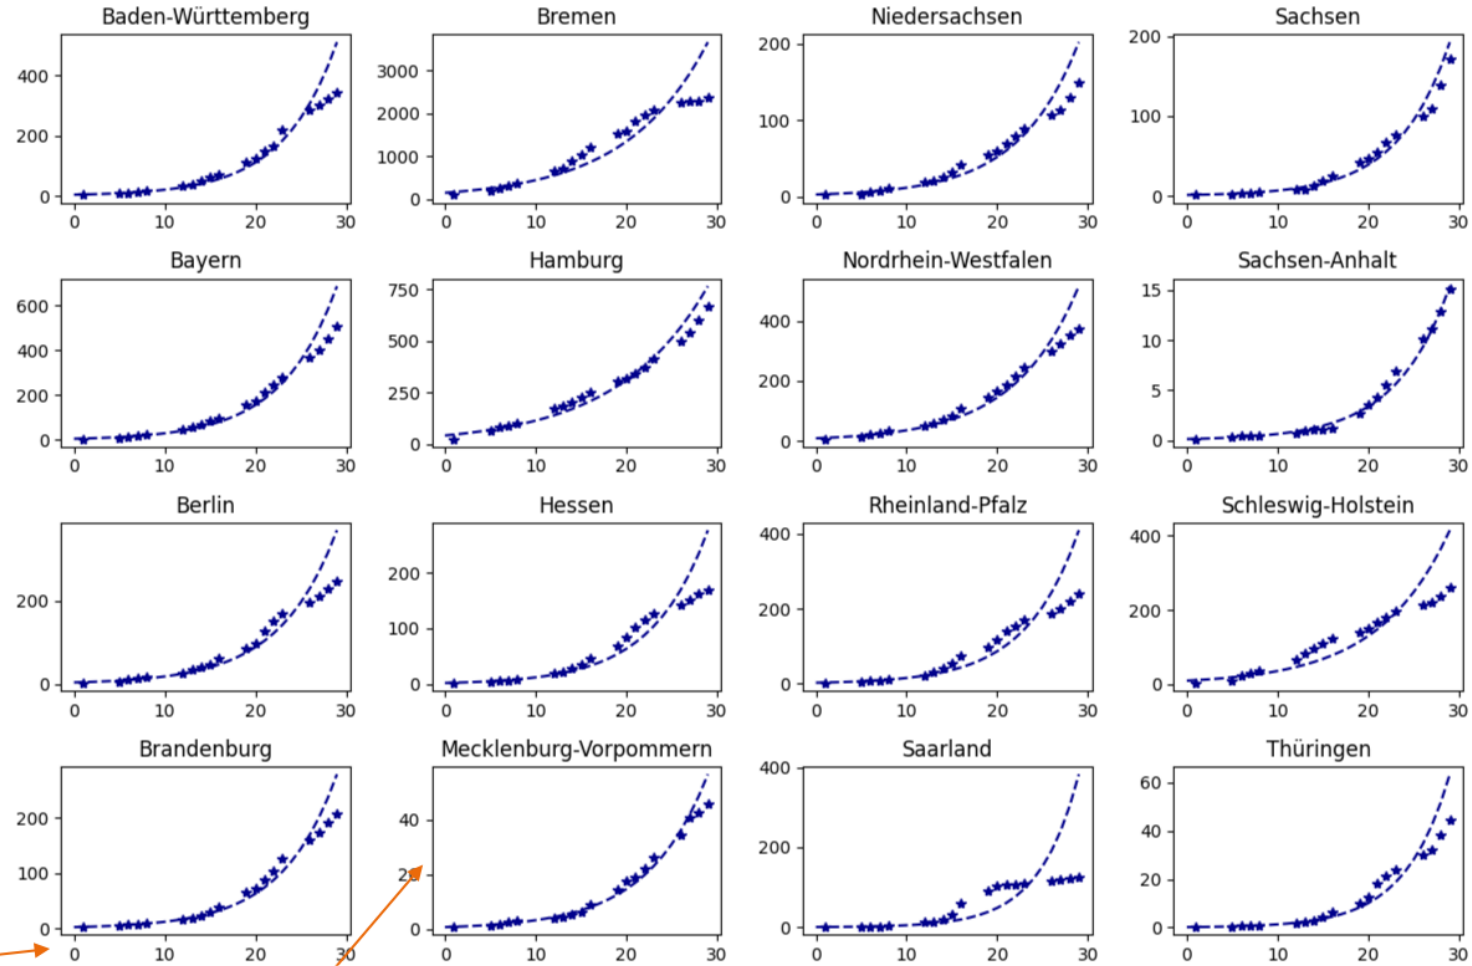 Baden-Württemberg Bremen Niedersachsen Sachsen
400 200 0
0 10 20 30
3000 2000 1000 0
0 10 20 30
200 100 0
0 10 20 30
200 100 0
0 10 20 30
Bayern Hamburg Nordrhein-Westfalen Sachsen-Anhalt
600 400 200 0
0 10 20 30
750 500 250 0
0 10 20 30
400 200 0
0 10 20 30
15 10 5 0
0 10 20 30
Berlin Hessen Rheinland-Pfalz Schleswig-Holstein
200 0
0 10 20 30
200 100 0
0 10 20 30
400 200 0
0 10 20 30
400 200 0
0 10 20 30
Brandenburg Mecklenburg-Vorpommern Saarland Thüringen
200 100 0
0 10 20 30
40 20 0
0 10 20 30
400 200 0
0 10 20 30
60 40 20 0
0 10 20 30